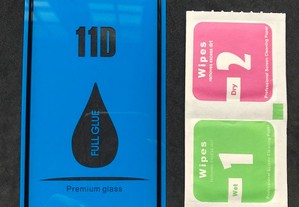 11D
FULL GLUE
Premium glass
Wipes
2
Dry
Wipes
1
Wet